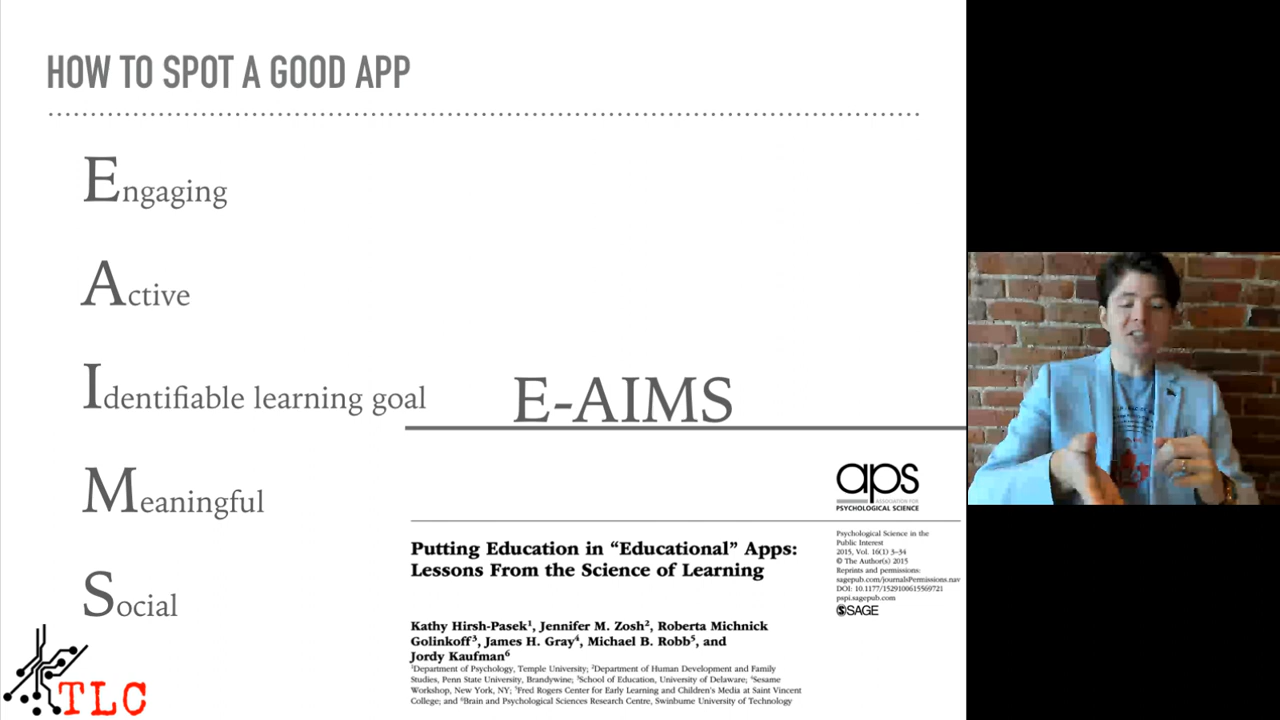 HOW TO SPOT A GOOD APP
Engaging
Active
Identifiable learning goal
Meaningful
Social
E-AIMS
aps
ASSOCIATION FOR
PSYCHOLOGICAL SCIENCE
Putting Education in “Educational” Apps:
Lessons From the Science of Learning
Psychological Science in the
Public Interest
2015, Vol. 16(1) 3–34
© The Author(s) 2015
Reprints and permissions:
sagepub.com/journalsPermissions.nav
DOI: 10.1177/1529100615569721
pspi.sagepub.com
SAGE
Kathy Hirsh-Pasek1, Jennifer M. Zosh2, Roberta Michnick
Golinkoff3, James H. Gray4, Michael B. Robb5, and
Jordy Kaufman6
1Department of Psychology, Temple University; 2Department of Human Development and Family
Studies, Penn State University, Brandywine; 3School of Education, University of Delaware; 4Sesame
Workshop, New York, NY; 5Fred Rogers Center for Early Learning and Children’s Media at Saint Vincent
College; and 6Brain and Psychological Sciences Research Centre, Swinburne University of Technology
TLC